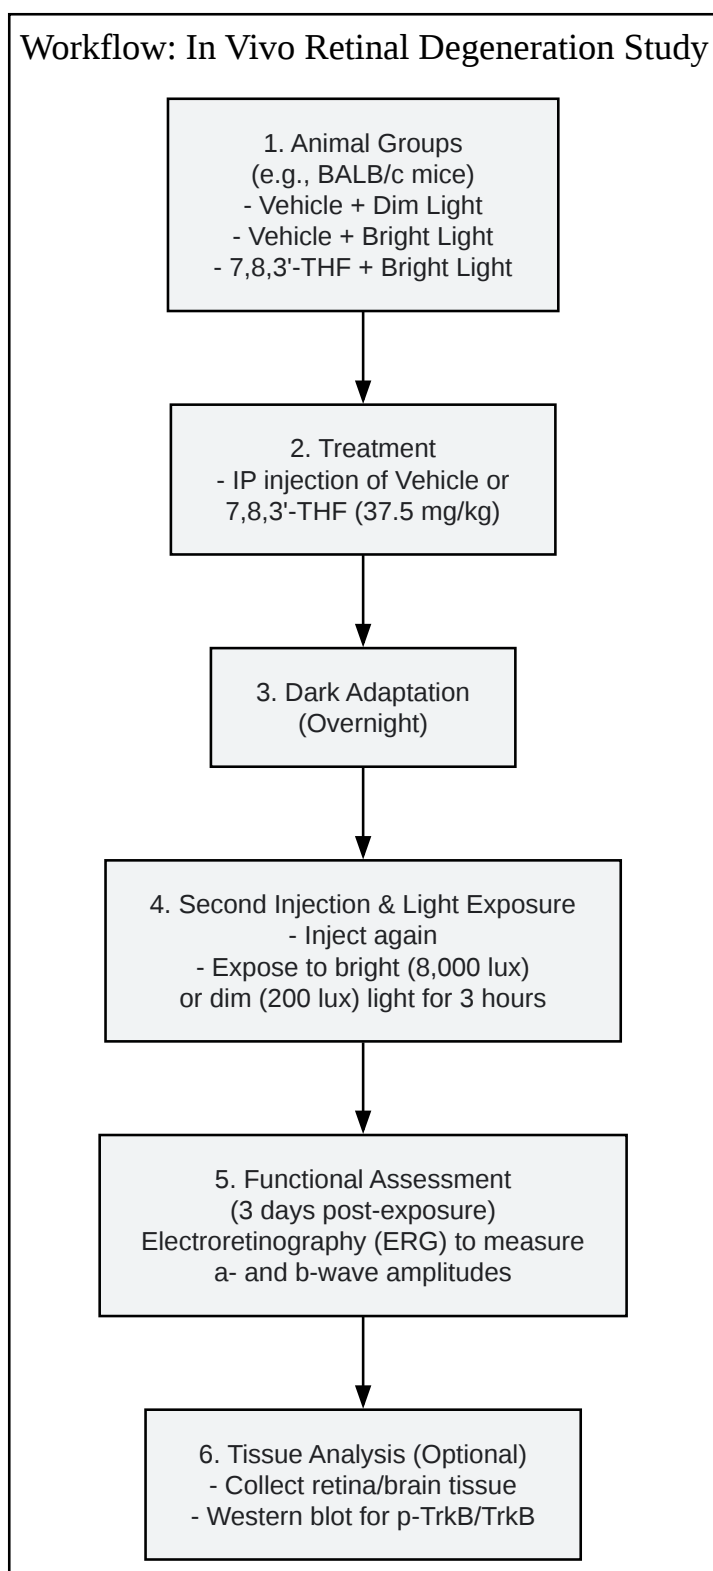 Workflow: In Vivo Retinal Degeneration Study
1. Animal Groups
(e.g., BALB/c mice)
- Vehicle + Dim Light
- Vehicle + Bright Light
- 7,8,3'-THF + Bright Light
2. Treatment
- IP injection of Vehicle or
7,8,3'-THF (37.5 mg/kg)
3. Dark Adaptation
(Overnight)
4. Second Injection & Light Exposure
- Inject again
- Expose to bright (8,000 lux)
or dim (200 lux) light for 3 hours
5. Functional Assessment
(3 days post-exposure)
Electroretinography (ERG) to measure
a- and b-wave amplitudes
6. Tissue Analysis (Optional)
- Collect retina/brain tissue
- Western blot for p-TrkB/TrkB